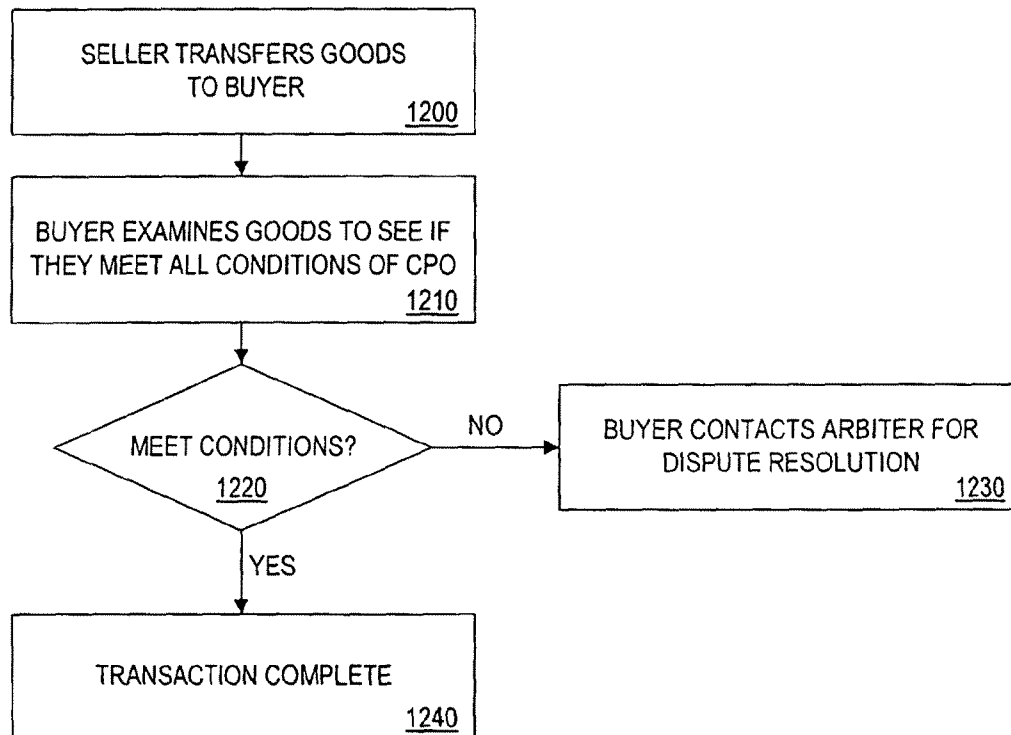 SELLER TRANSFERS GOODS
TO BUYER
1200
BUYER EXAMINES GOODS TO SEE IF
THEY MEET ALL CONDITIONS OF CPO
1210
MEET CONDITIONS?
1220
NO
BUYER CONTACTS ARBITER FOR
DISPUTE RESOLUTION
1230
YES
TRANSACTION COMPLETE
1240